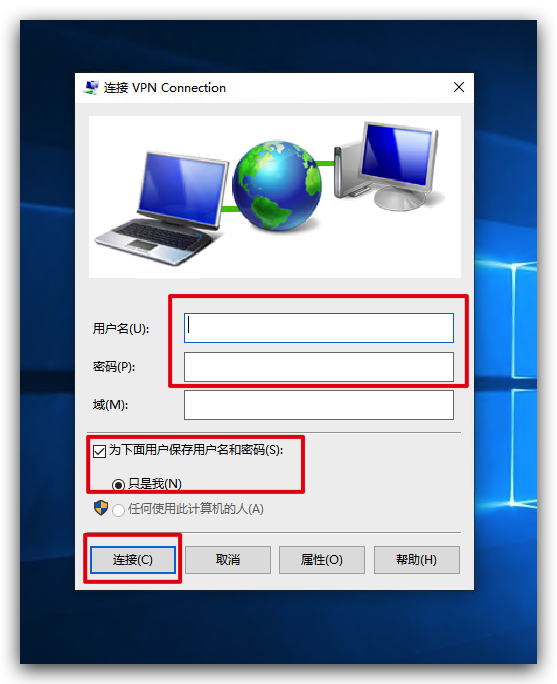 连接 VPN Connection
用户名(U):
密码(P):
域(M):
为下面用户保存用户名和密码(S):
只是我(N)
任何使用此计算机的人(A)
连接(C) 取消 属性(O) 帮助(H)